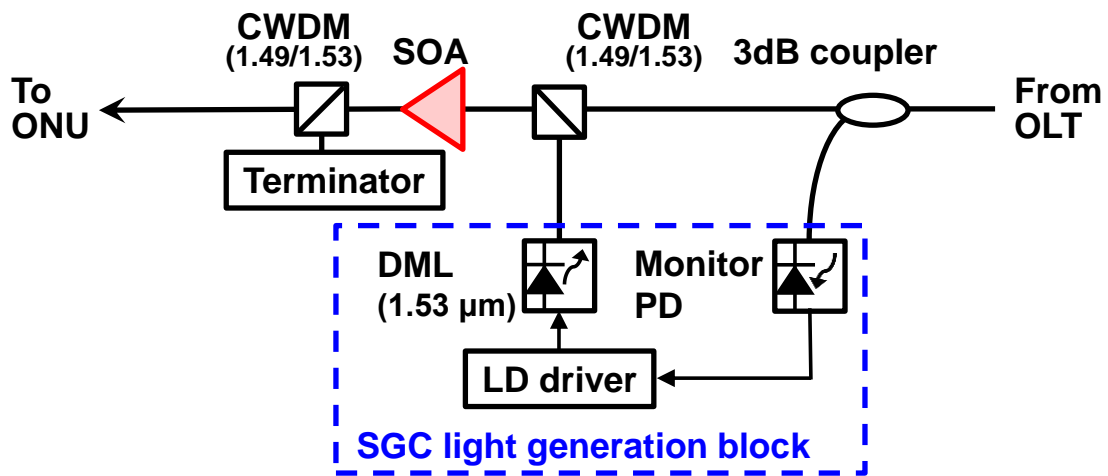 CWDM
(1.49/1.53)
SOA
CWDM
(1.49/1.53)
3dB coupler
To
ONU
From
OLT
Terminator
DML
(1.53 μm)
Monitor
PD
LD driver
SGC light generation block